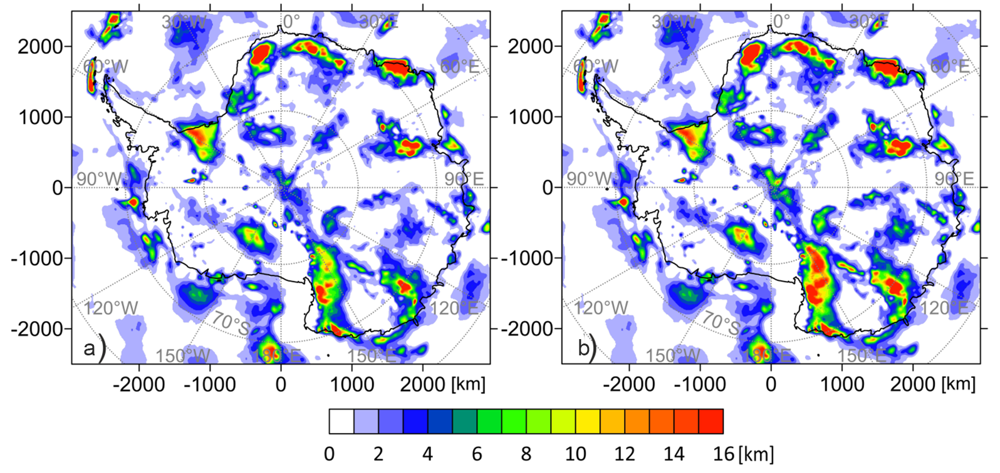 30°W 0° 30°E 30°W 0° 30°E
2000 2000
60°W 60°E 60°W 60°E
1000 1000
0 90°W 90°E 0 90°W 90°E
-1000 -1000
120°W 120°E 120°W 120°E
70°S 70°S
-2000 -2000
a) b)
150°W 180°E 150°E 150°W 180°E 150°E
-2000 -1000 0 1000 2000 [km] -2000 -1000 0 1000 2000 [km]
0 2 4 6 8 10 12 14 16 [km]